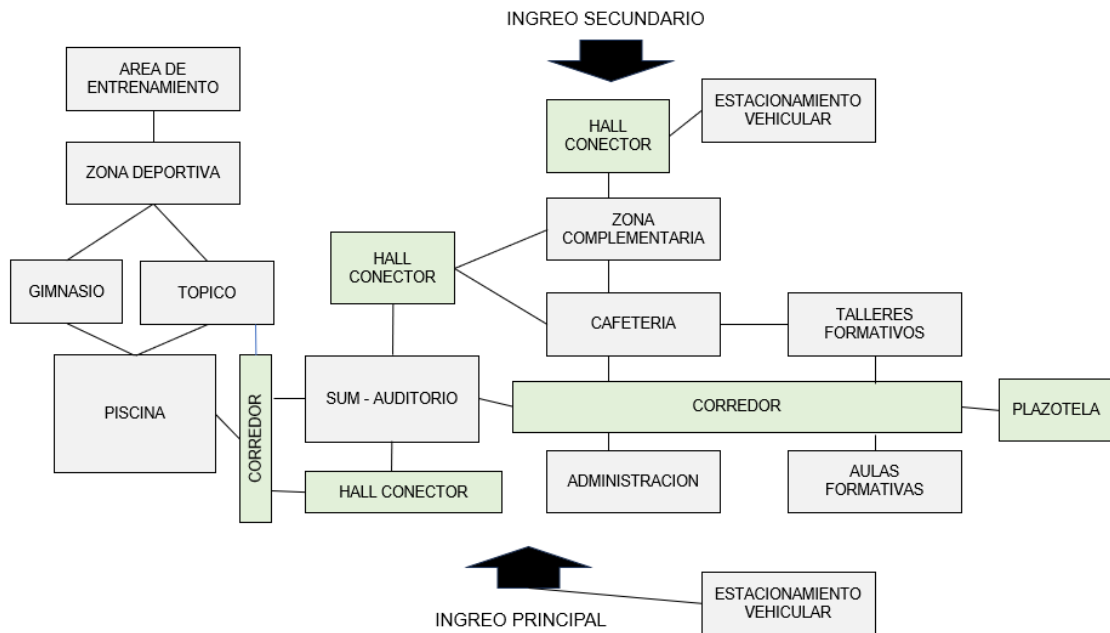 INGREO SECUNDARIO
AREA DE
ENTRENAMIENTO
ESTACIONAMIENTO
VEHICULAR
HALL
CONECTOR
ZONA DEPORTIVA
ZONA
COMPLEMENTARIA
HALL
CONECTOR
GIMNASIO
TOPICO
CAFETERIA
TALLERES
FORMATIVOS
PISCINA
CORREDOR
SUM - AUDITORIO
CORREDOR
PLAZOTELA
HALL CONECTOR
ADMINISTRACION
AULAS
FORMATIVAS
ESTACIONAMIENTO
VEHICULAR
INGREO PRINCIPAL